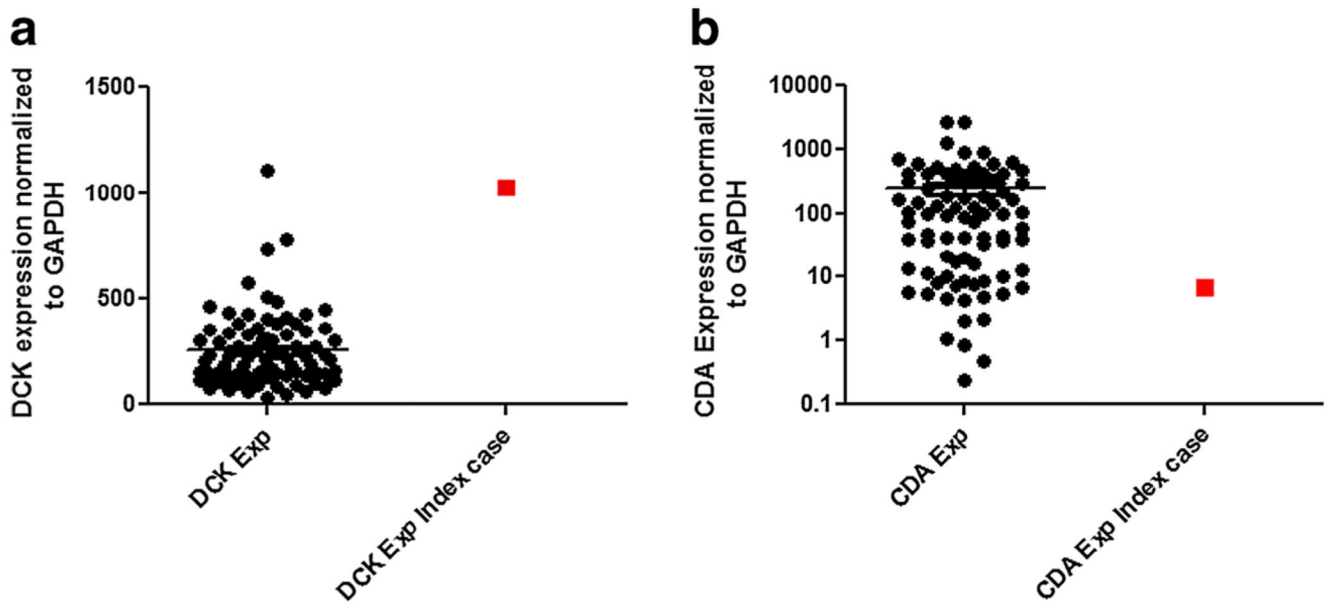 a
DCK expression normalized
to GAPDH
1500
1000
500
0
DCK Exp
DCK Exp Index case
b
CDA Expression normalized
to GAPDH
10000
1000
100
10
1
0.1
CDA Exp
CDA Exp Index case